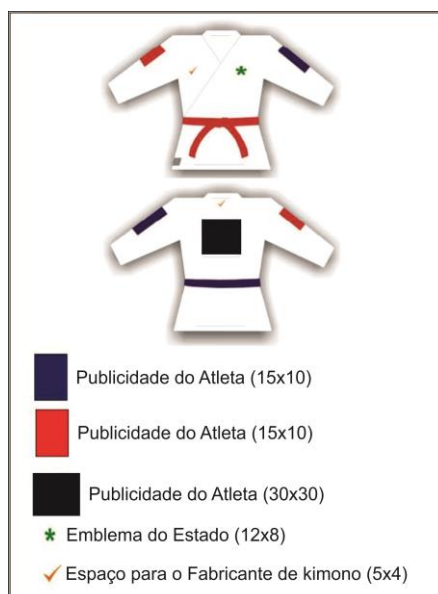 Publicidade do Atleta (15x10)
Publicidade do Atleta (15x10)
Publicidade do Atleta (30x30)
Emblema do Estado (12x8)
Espaço para o Fabricante de kimono (5x4)